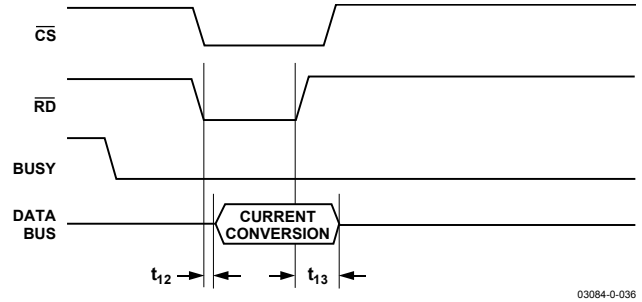 CS
RD
BUSY
DATA
BUS
CURRENT
CONVERSION
t12
t13
03084-0-036